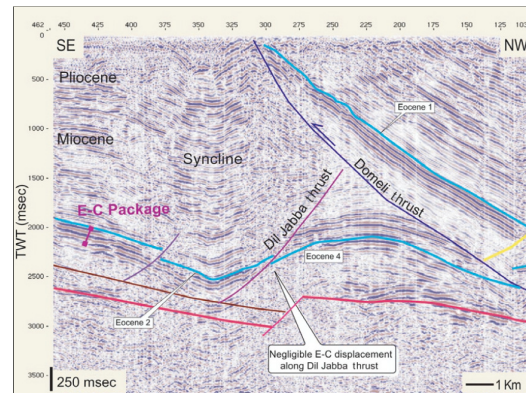 462 450 425 400 375 350 325 300 275 250 225 200 175 150 125
SE
NW
0
500
1000
1500
2000
2500
3000
3500
TWT (msec)
Pliocene
Miocene
Syncline
E-C Package
Eocene 1
Domeli thrust
Dil Jabba thrust
Eocene 4
Eocene 2
Negligible E-C displacement
along Dil Jabba thrust
250 msec
1 Km